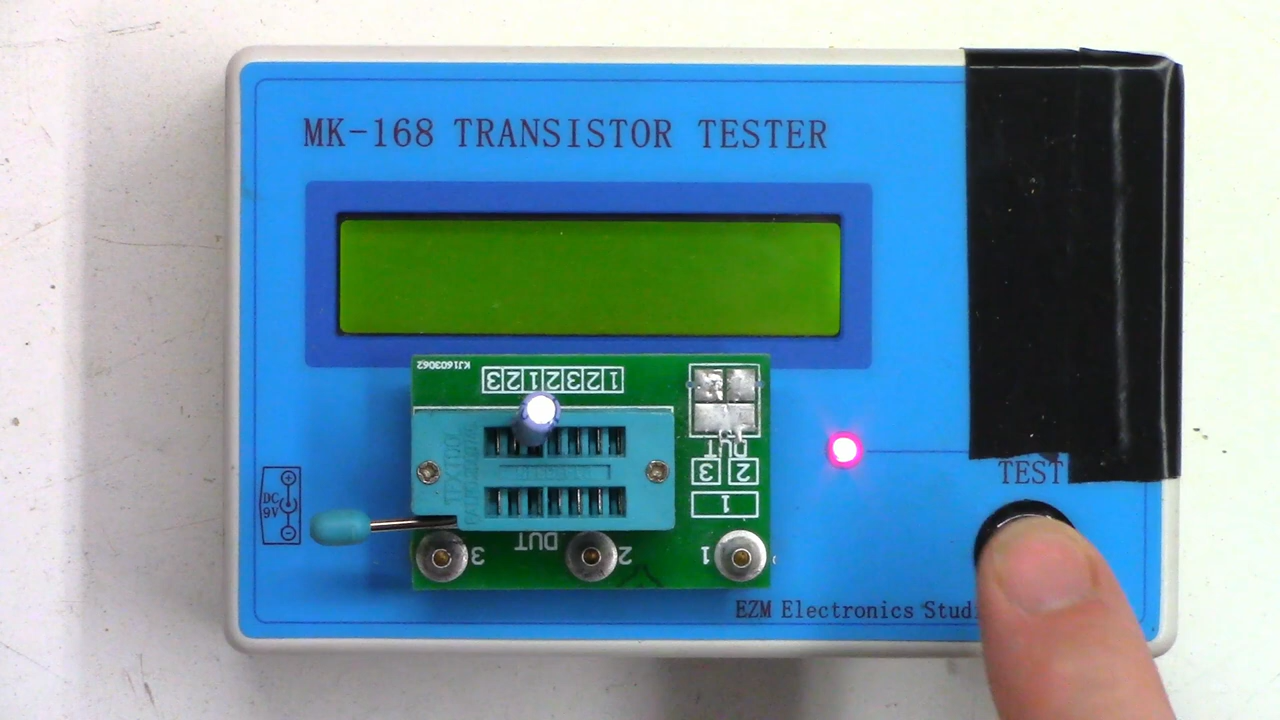 MK-168 TRANSISTOR TESTER
KJ1603062
3 2 1 2 3 2 1
TEXTOOL
DUT
3 2
1
TEST
DC
9V
DUT
3 2 1
EZM Electronics Studi